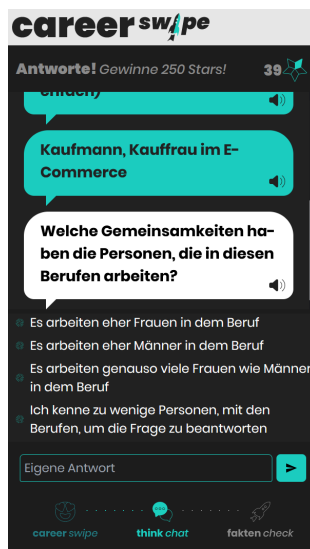 career swipe
Antworte! Gewinne 250 Stars! 39
Kaufmann, Kauffrau im E-
Commerce
Welche Gemeinsamkeiten ha-
ben die Personen, die in diesen
Berufen arbeiten?
Es arbeiten eher Frauen in dem Beruf
Es arbeiten eher Männer in dem Beruf
Es arbeiten genauso viele Frauen wie Männer
in dem Beruf
Ich kenne zu wenige Personen, mit den
Berufen, um die Frage zu beantworten
Eigene Antwort
career swipe think chat fakten check